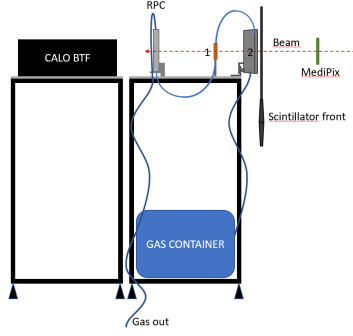 RPC
CALO BTF
1
2
Beam
MediPix
Scintillator front
GAS CONTAINER
Gas out